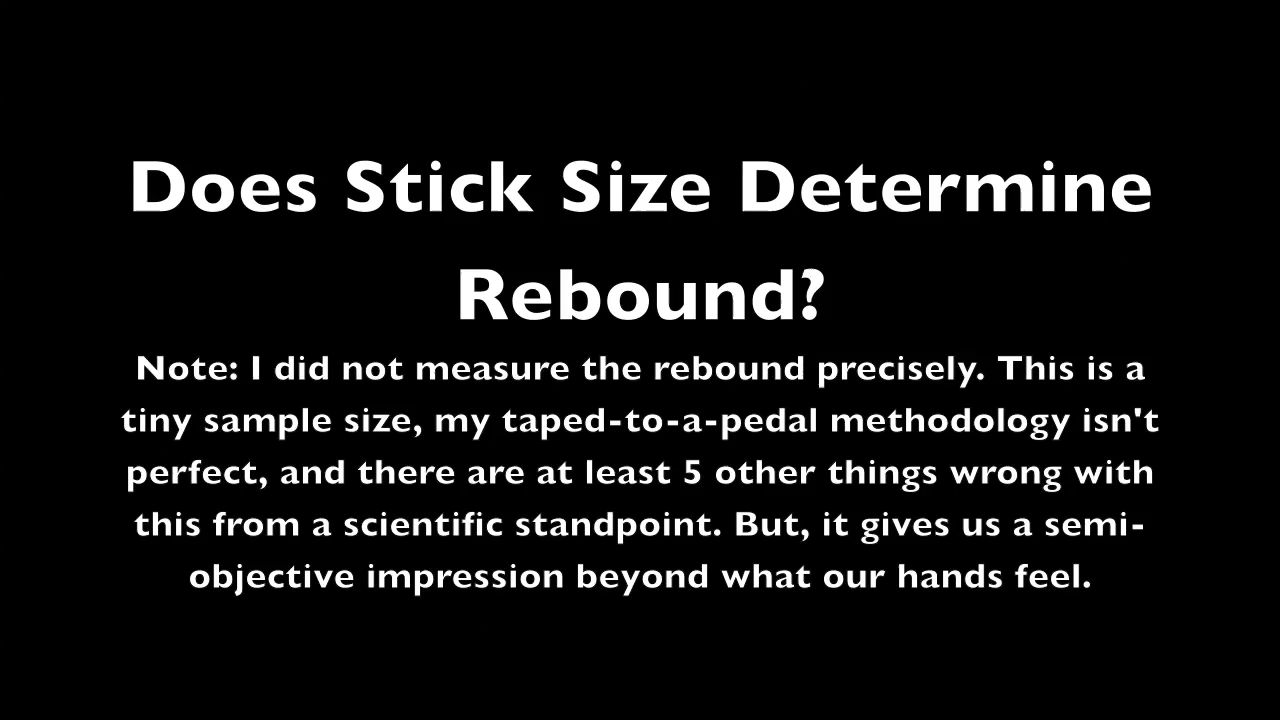 Does Stick Size Determine
Rebound?
Note: I did not measure the rebound precisely. This is a
tiny sample size, my taped-to-a-pedal methodology isn't
perfect, and there are at least 5 other things wrong with
this from a scientific standpoint. But, it gives us a semi-
objective impression beyond what our hands feel.